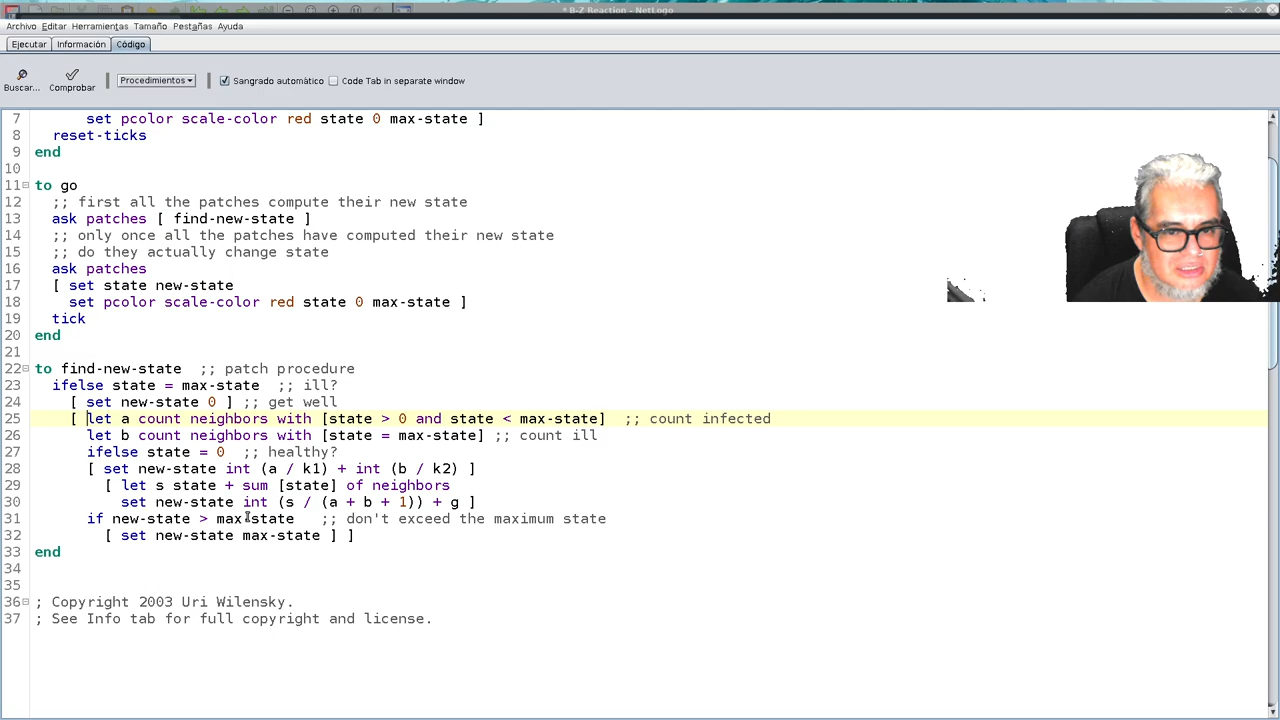 * B-Z Reaction - NetLogo
Archivo Editar Herramientas Tamaño Pestañas Ayuda
Ejecutar Información Código
Buscar... Comprobar Procedimientos Sangrado automático Code Tab in separate window
7 set pcolor scale-color red state 0 max-state ]
8 reset-ticks
9 end
10
11 to go
12 ;; first all the patches compute their new state
13 ask patches [ find-new-state ]
14 ;; only once all the patches have computed their new state
15 ;; do they actually change state
16 ask patches
17 [ set state new-state
18 set pcolor scale-color red state 0 max-state ]
19 tick
20 end
21
22 to find-new-state ;; patch procedure
23 ifelse state = max-state ;; ill?
24 [ set new-state 0 ] ;; get well
25 [ let a count neighbors with [state > 0 and state < max-state] ;; count infected
26 let b count neighbors with [state = max-state] ;; count ill
27 ifelse state = 0 ;; healthy?
28 [ set new-state int (a / k1) + int (b / k2) ]
29 [ let s state + sum [state] of neighbors
30 set new-state int (s / (a + b + 1)) + g ]
31 if new-state > max-state ;; don't exceed the maximum state
32 [ set new-state max-state ] ]
33 end
34
35
36 ; Copyright 2003 Uri Wilensky.
37 ; See Info tab for full copyright and license.